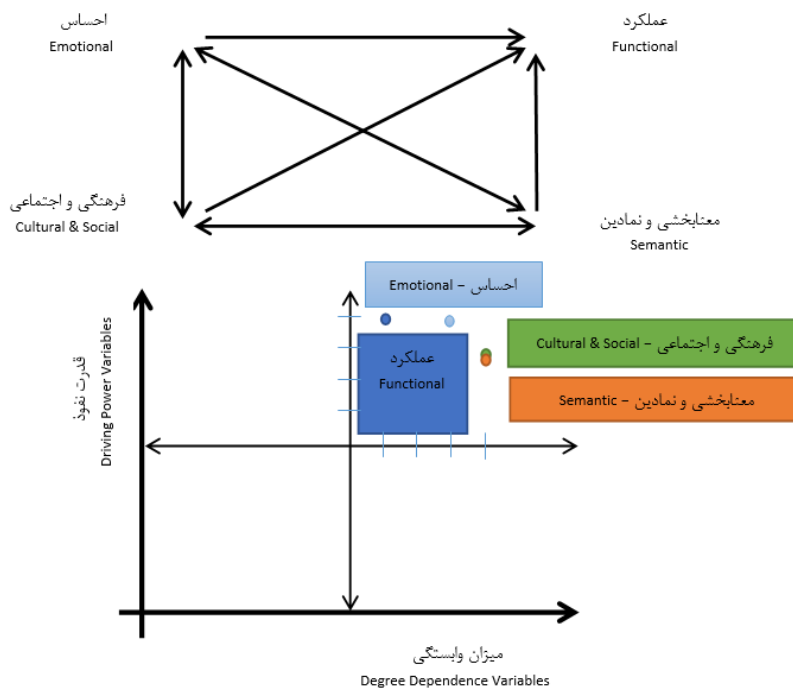 احساس
Emotional
عملکرد
Functional
فرهنگی و اجتماعی
Cultural & Social
معنابخشی و نمادین
Semantic
Emotional – احساس
عملکرد
Functional
Cultural & Social – فرهنگی و اجتماعی
Semantic – معنابخشی و نمادین
قدرت نفوذ
Driving Power Variables
میزان وابستگی
Degree Dependence Variables